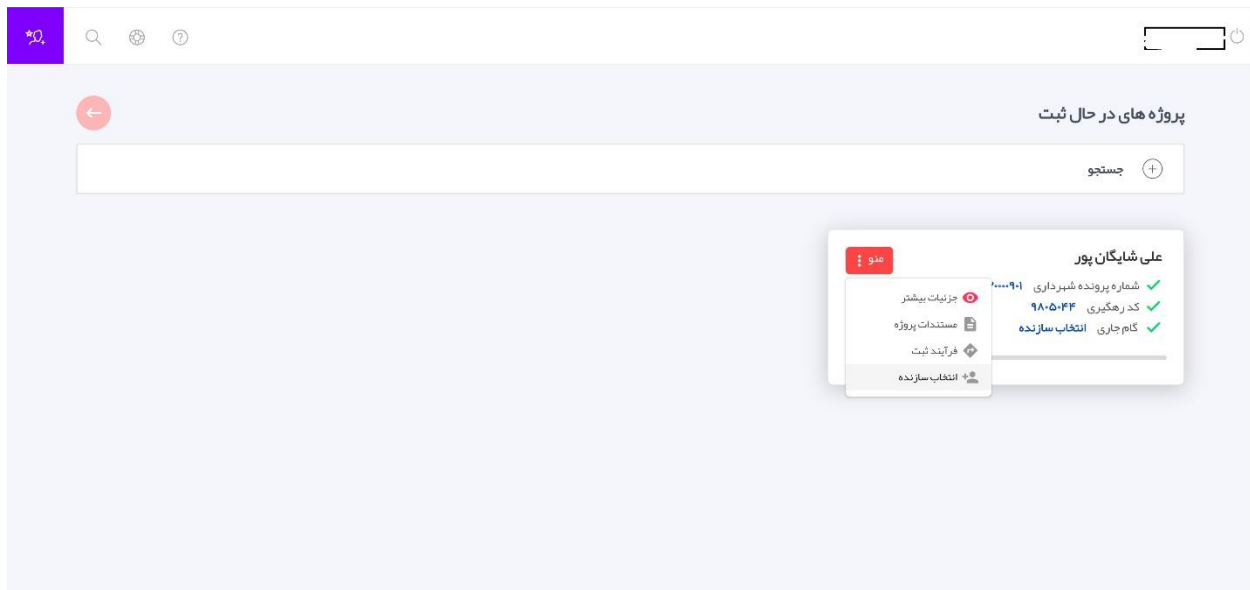 پروژه های در حال ثبت
جستجو
علی شایگان پور
منو
شماره پرونده شهرداری
کد رهگیری ۹۸۰۵۰۴۴
گام جاری انتخاب سازنده
جزئیات بیشتر
مستندات پروژه
فرآیند ثبت
انتخاب سازنده